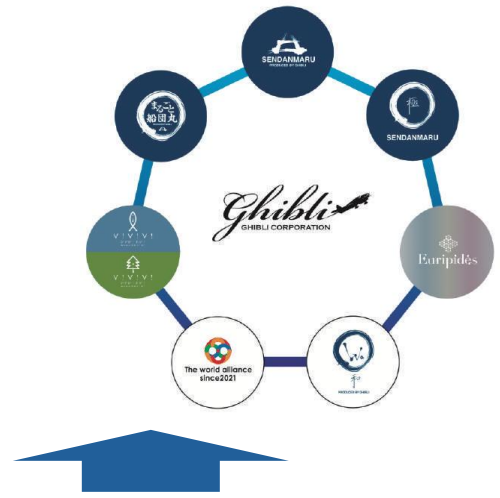 SENDANMARU
PRODUCED BY GHIBLI
まるごと
船団丸
極
SENDANMARU
Ghibli
GHIBLI CORPORATION
VIVIVI
VIVIVI
Euripidès
The world alliance
since2021
和
PRODUCED BY GHIBLI